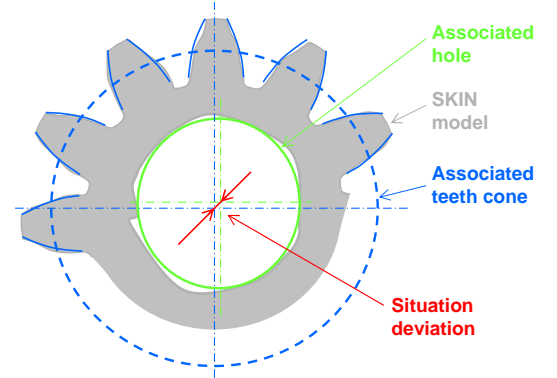 Associated
hole
SKIN
model
Associated
teeth cone
Situation
deviation